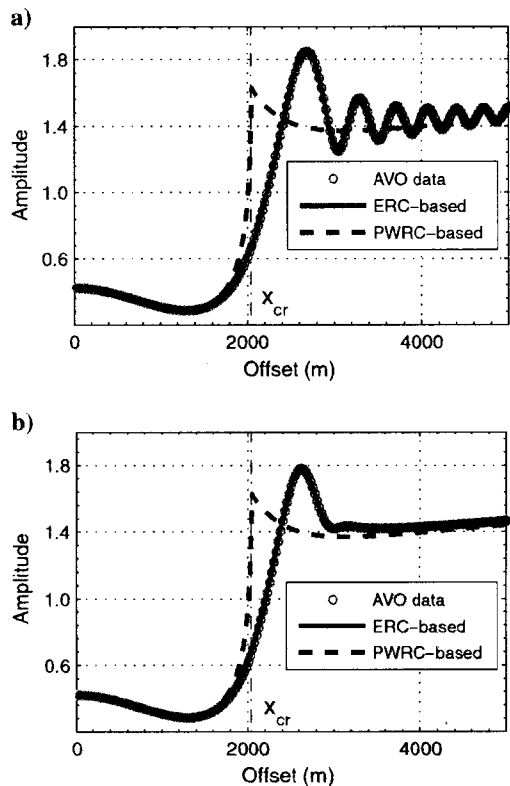 a)
1.8
1.4
1.0
0.6
Amplitude
AVO data
ERC-based
PWRC-based
Xcr
0
2000
4000
Offset (m)
b)
1.8
1.4
1.0
0.6
Amplitude
AVO data
ERC-based
PWRC-based
Xcr
0
2000
4000
Offset (m)